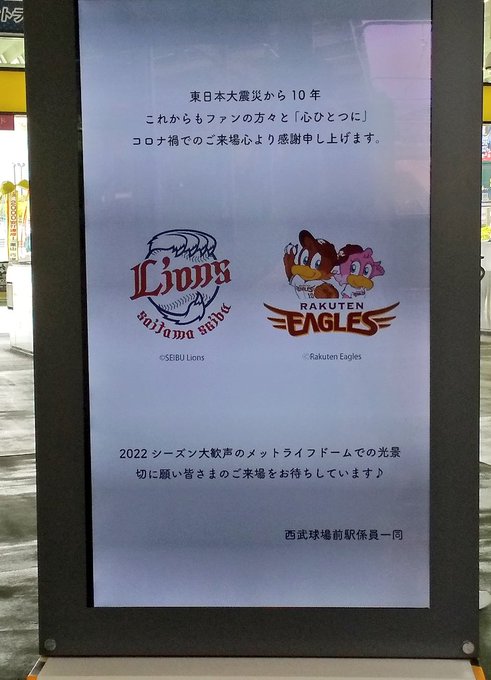 東日本大震災から10年
これからもファンの方々と「心ひとつに」
コロナ禍でのご来場心より感謝申し上げます。
Lions
saitama seibu
©SEIBU Lions
RAKUTEN
EAGLES
©Rakuten Eagles
2022シーズン大歓声のメットライフドームでの光景
切に願い皆さまのご来場をお待ちしています♪
西武球場前駅係員一同